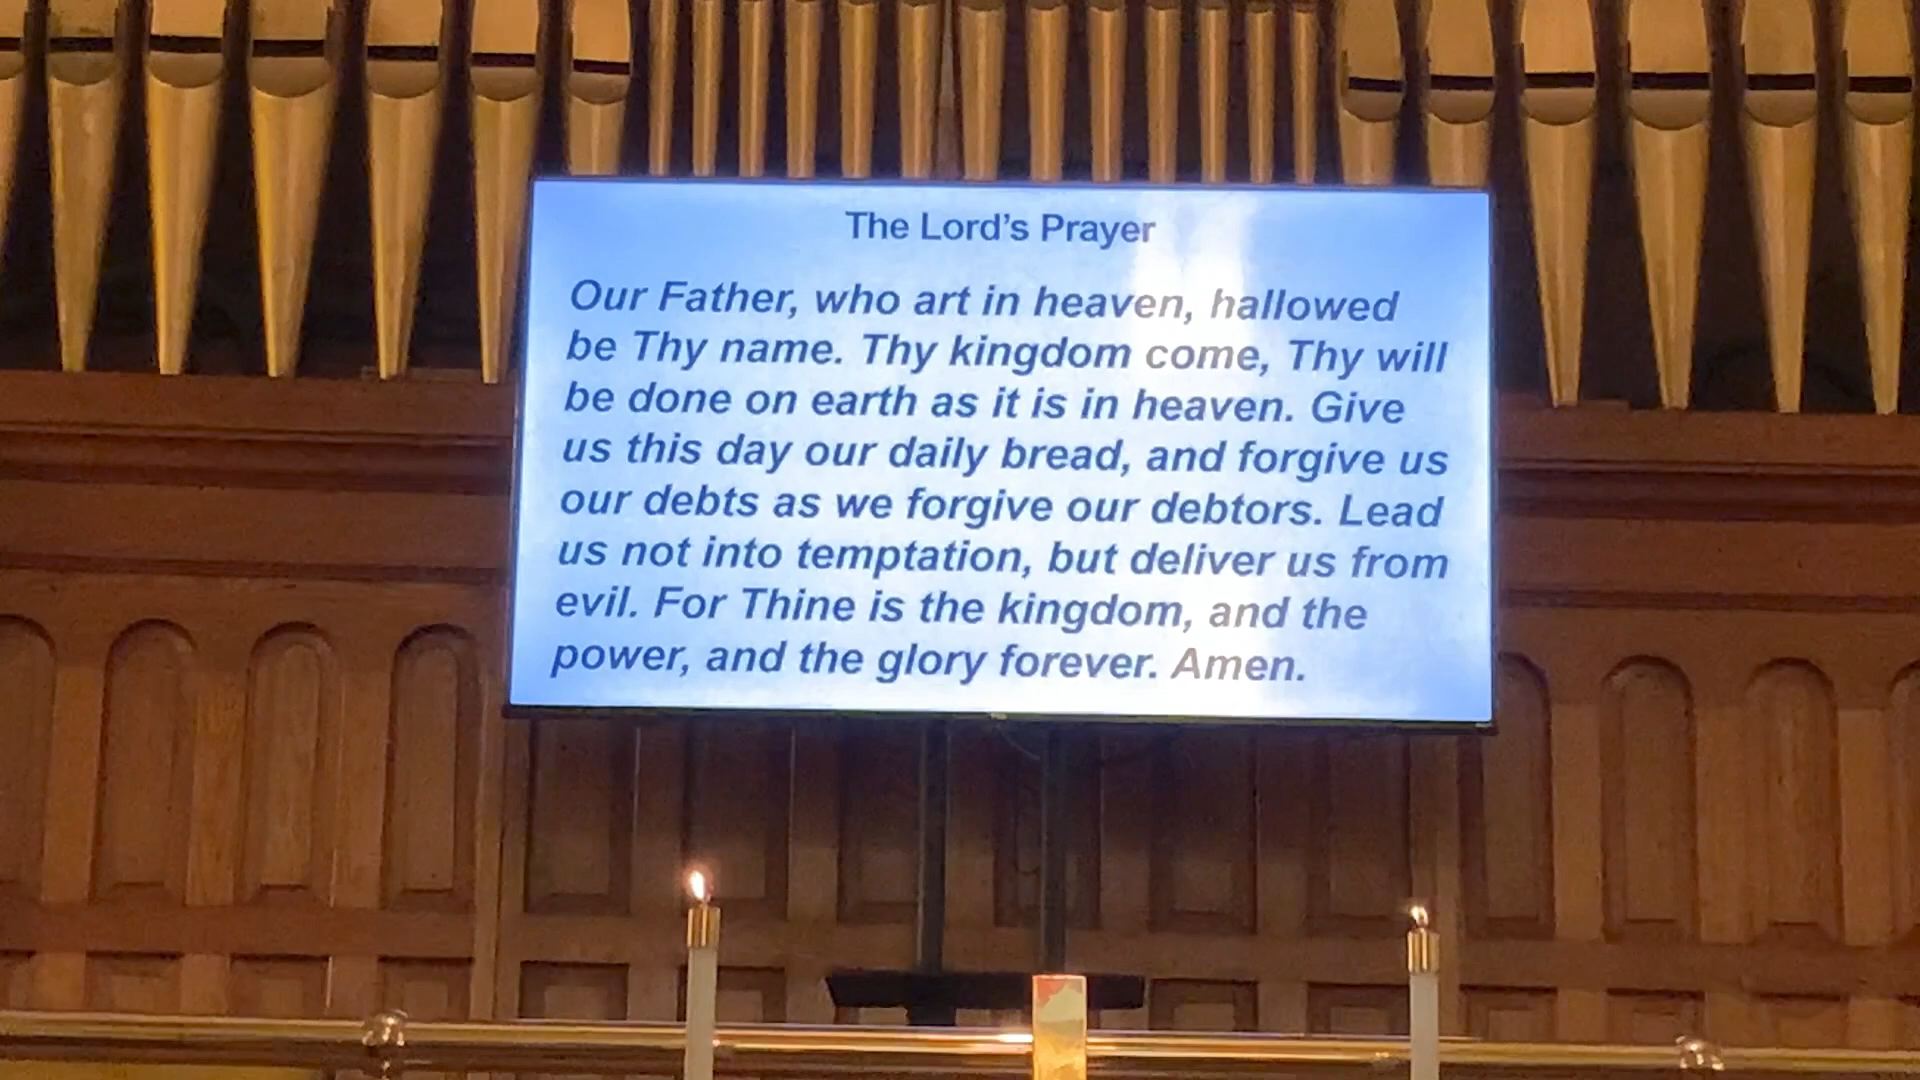 The Lord's Prayer
Our Father, who art in heaven, hallowed
be Thy name. Thy kingdom come, Thy will
be done on earth as it is in heaven. Give
us this day our daily bread, and forgive us
our debts as we forgive our debtors. Lead
us not into temptation, but deliver us from
evil. For Thine is the kingdom, and the
power, and the glory forever. Amen.